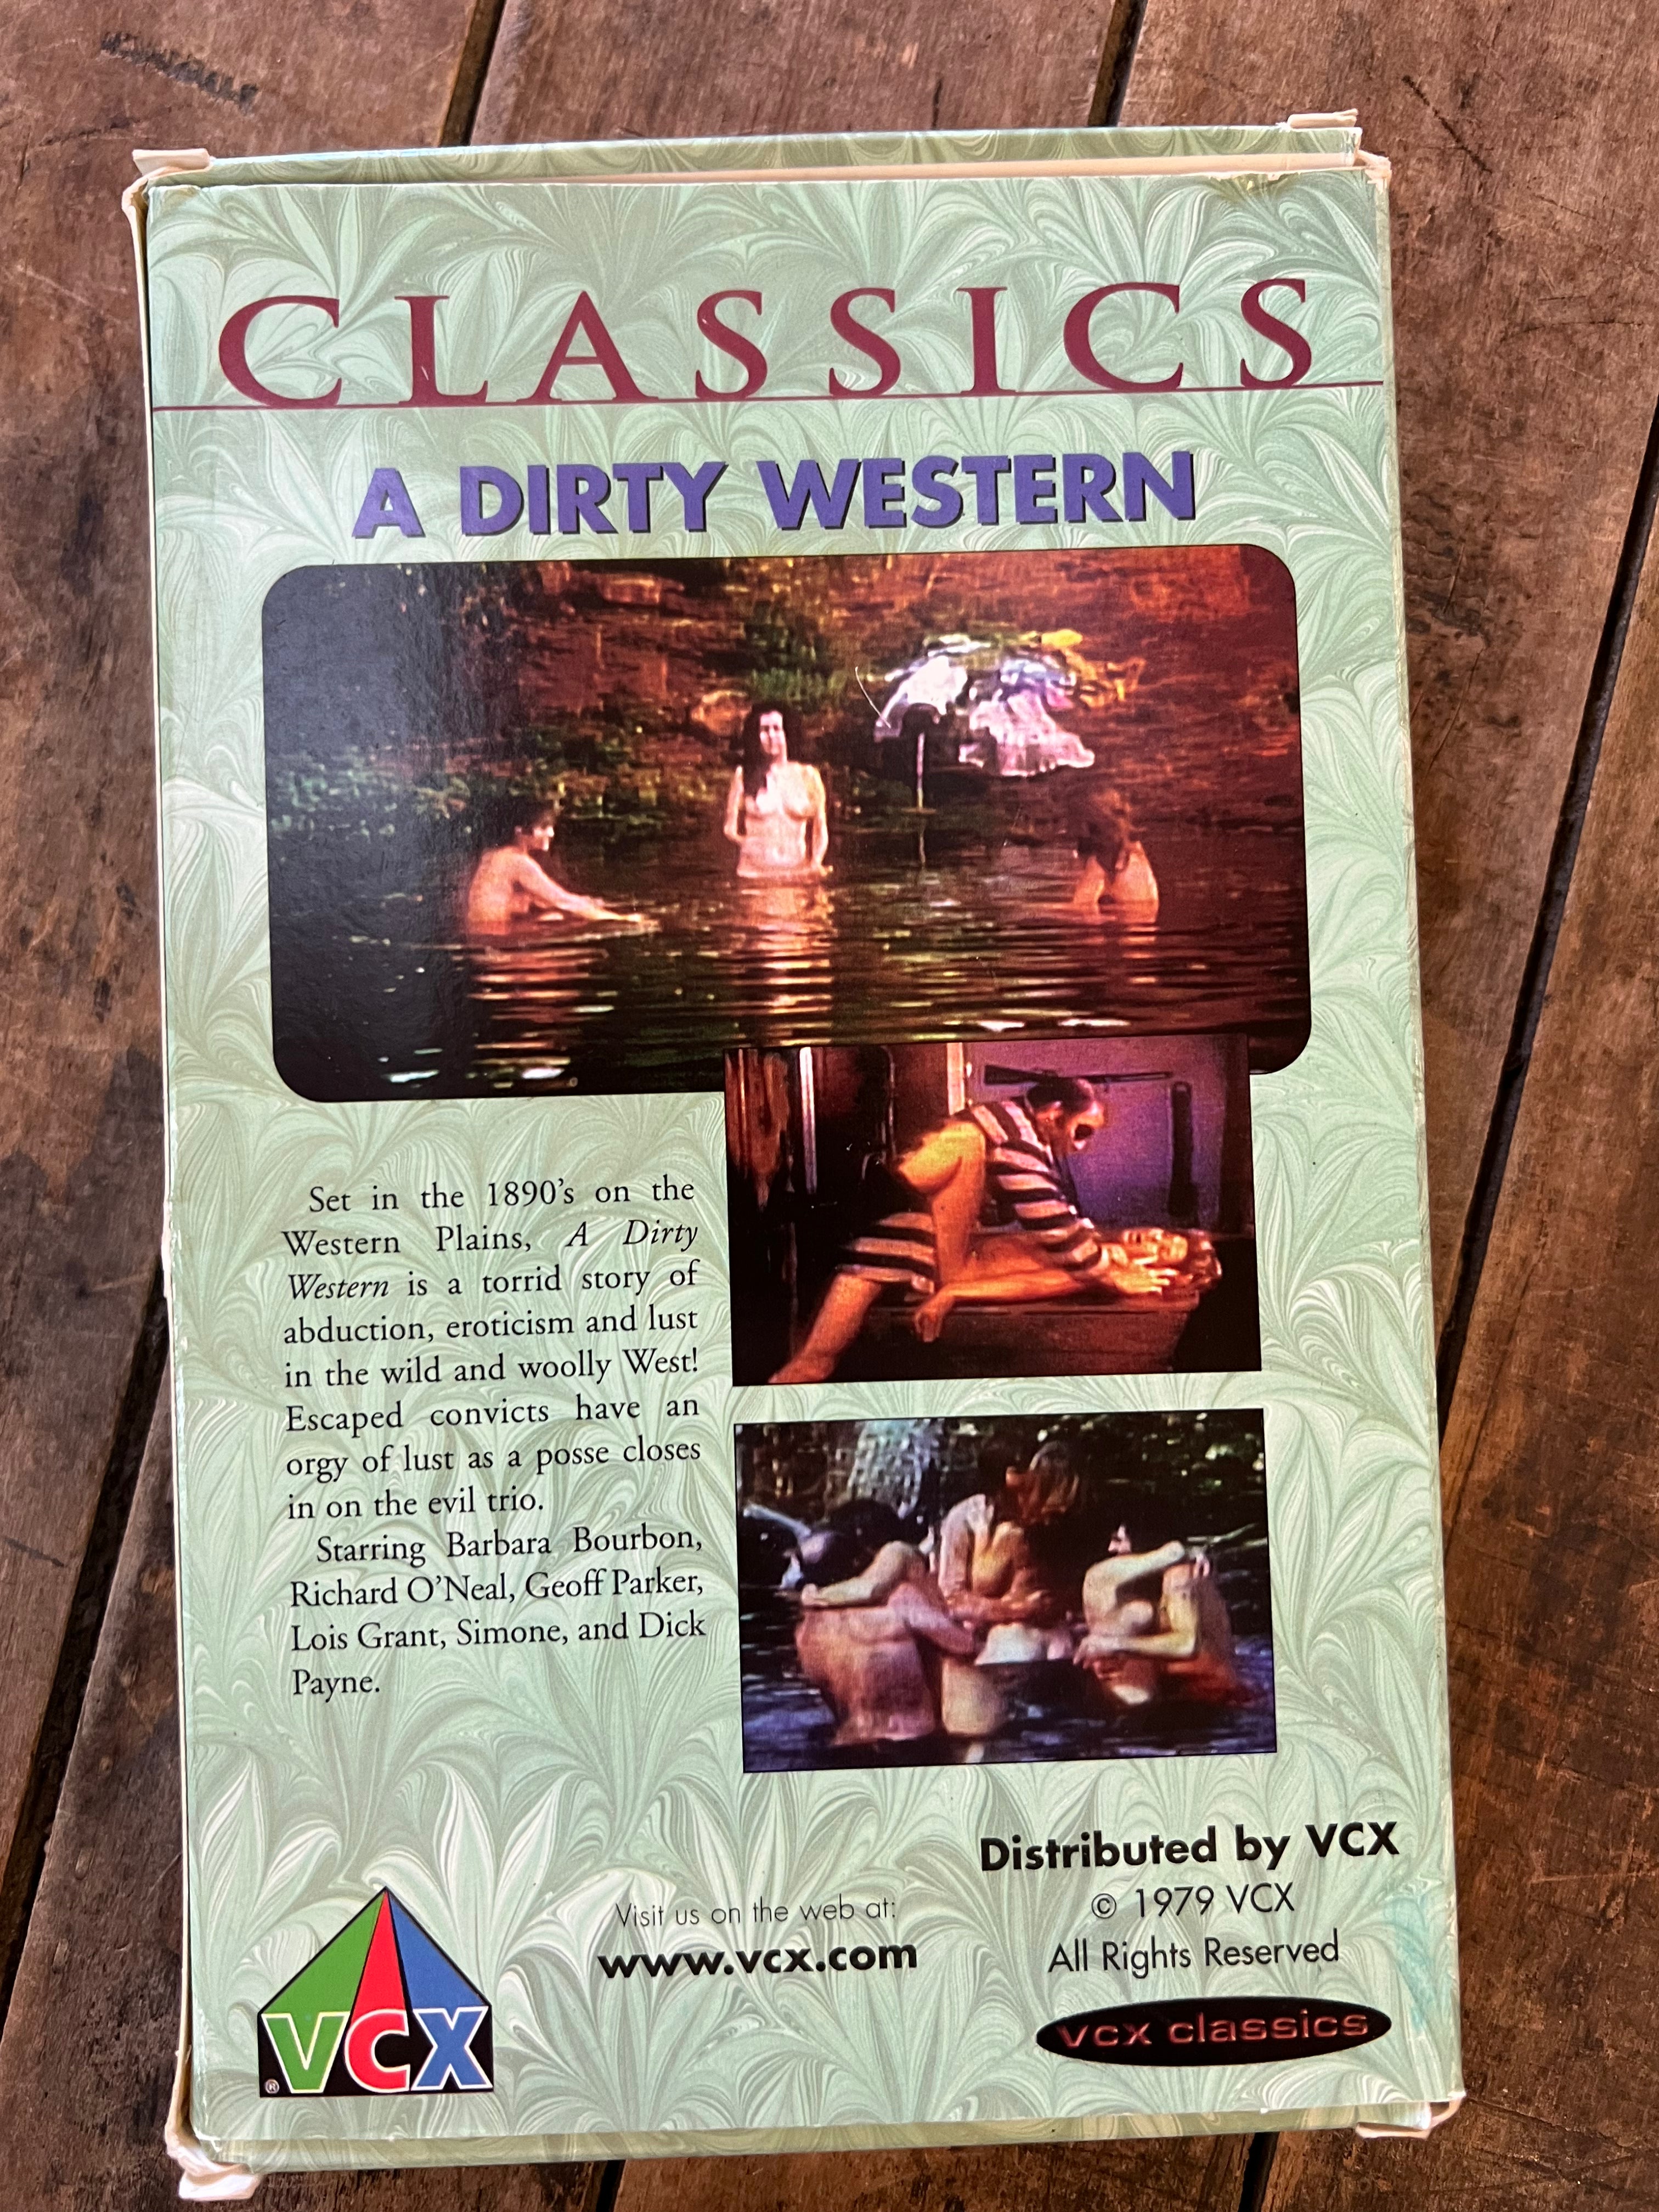 CLASSICS
A DIRTY WESTERN
Set in the 1890's on the
Western Plains, A Dirty
Western is a torrid story of
abduction, eroticism and lust
in the wild and woolly West!
Escaped convicts have an
orgy of lust as a posse closes
in on the evil trio.
Starring Barbara Bourbon,
Richard O'Neal, Geoff Parker,
Lois Grant, Simone, and Dick
Payne.
VCX
®
Visit us on the web at:
www.vcx.com
Distributed by VCX
© 1979 VCX
All Rights Reserved
vcx classics